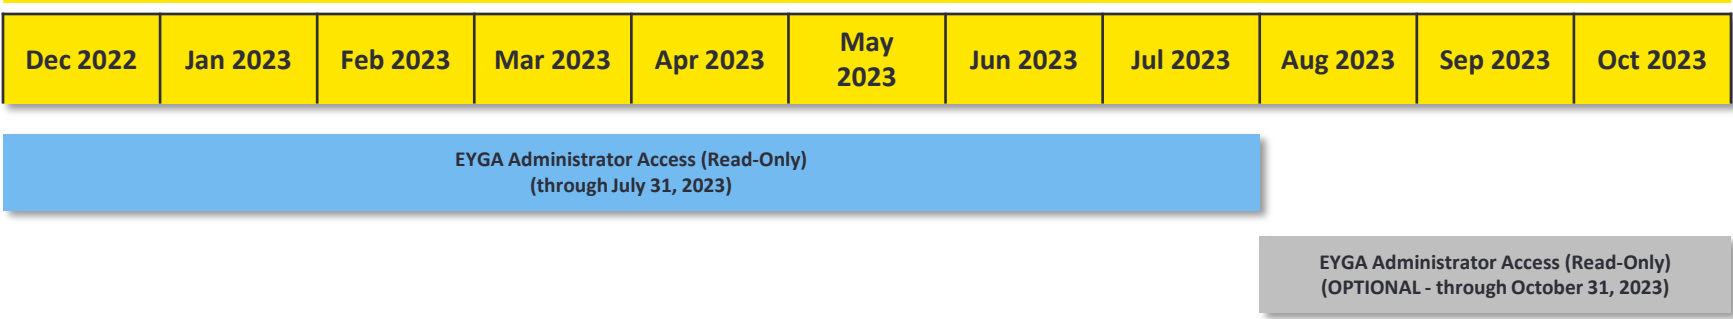 Dec 2022 Jan 2023 Feb 2023 Mar 2023 Apr 2023 May 2023 Jun 2023 Jul 2023 Aug 2023 Sep 2023 Oct 2023
EYGA Administrator Access (Read-Only)
(through July 31, 2023)
EYGA Administrator Access (Read-Only)
(OPTIONAL - through October 31, 2023)